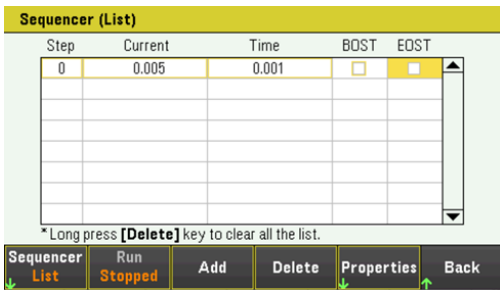 Sequencer (List)
Step Current Time BOST EOST
0 0.005 0.001
* Long press [Delete] key to clear all the list.
Sequencer Run Add Delete Properties Back
List Stopped